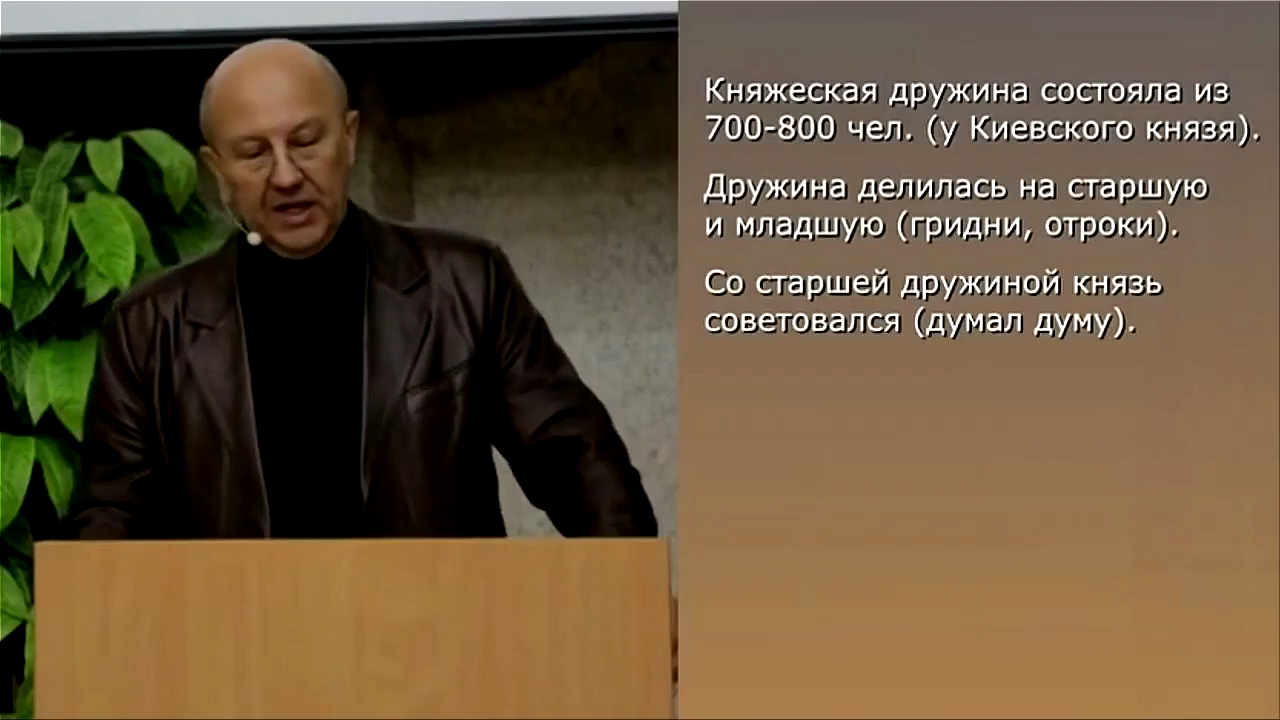 Княжеская дружина состояла из
700-800 чел. (у Киевского князя).
Дружина делилась на старшую
и младшую (гридни, отроки).
Со старшей дружиной князь
советовался (думал думу).